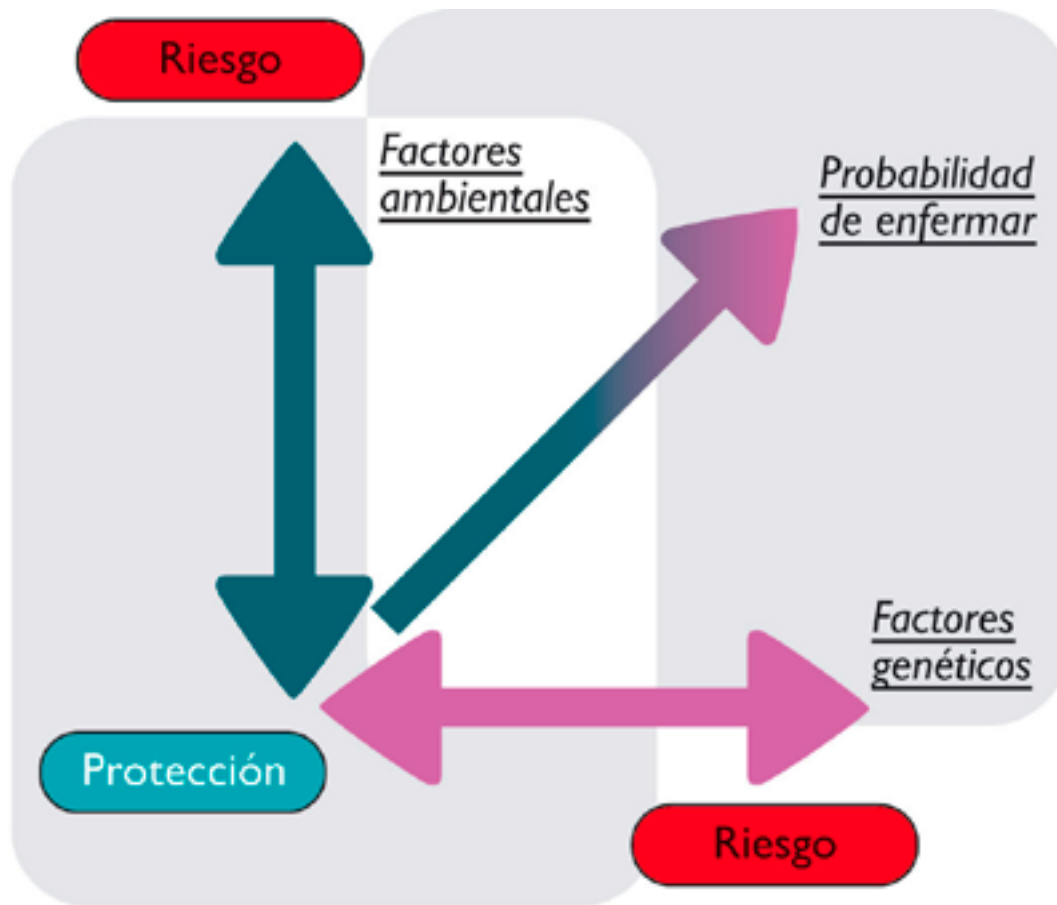 Riesgo
Factores
ambientales
Probabilidad
de enfermar
Factores
genéticos
Protección
Riesgo